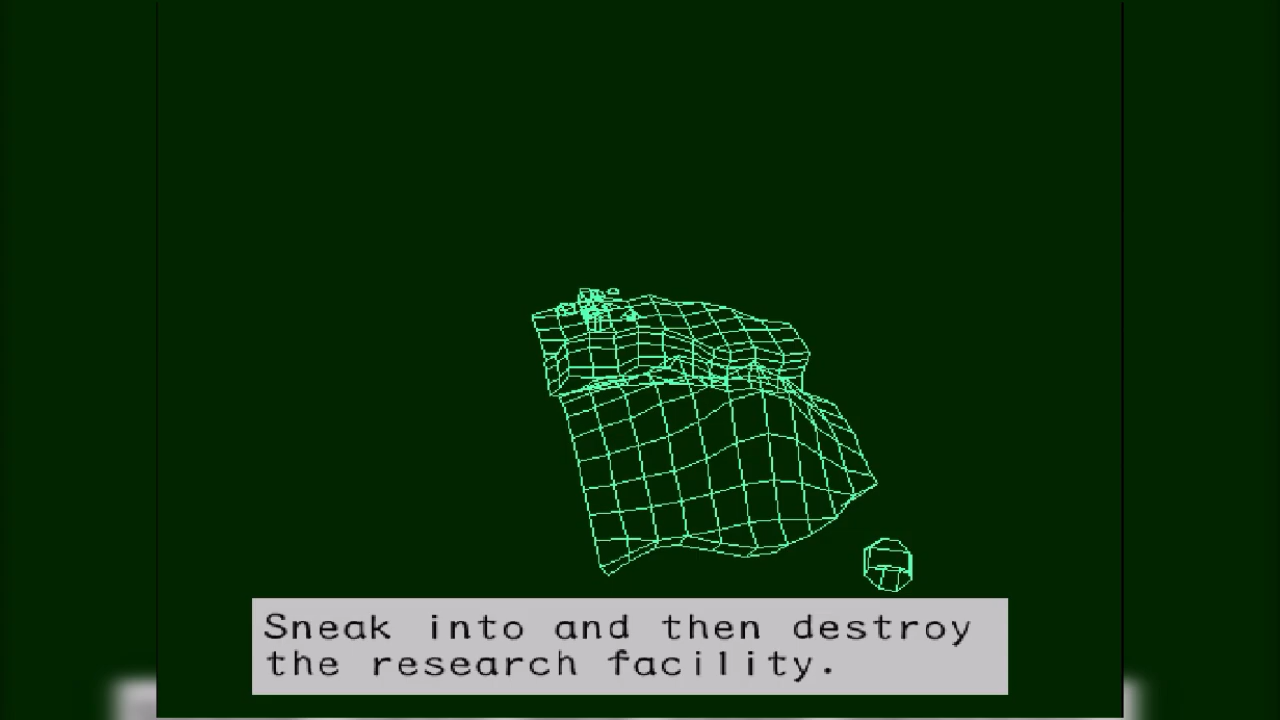 Sneak into and then destroy
the research facility.